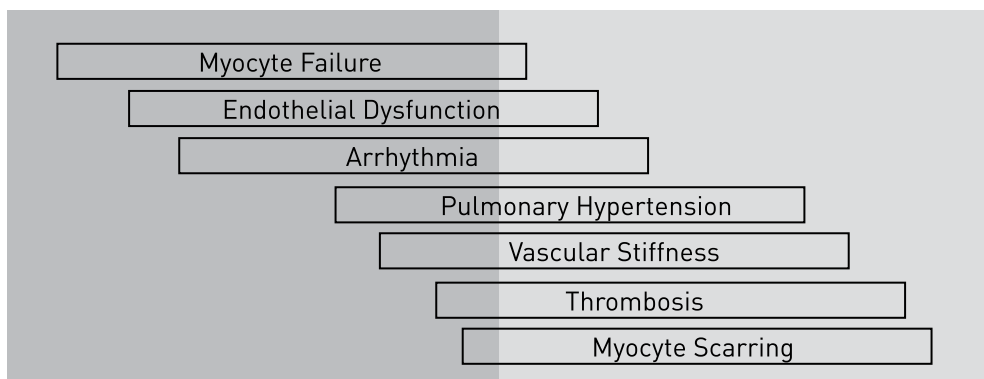 Myocyte Failure
Endothelial Dysfunction
Arrhythmia
Pulmonary Hypertension
Vascular Stiffness
Thrombosis
Myocyte Scarring